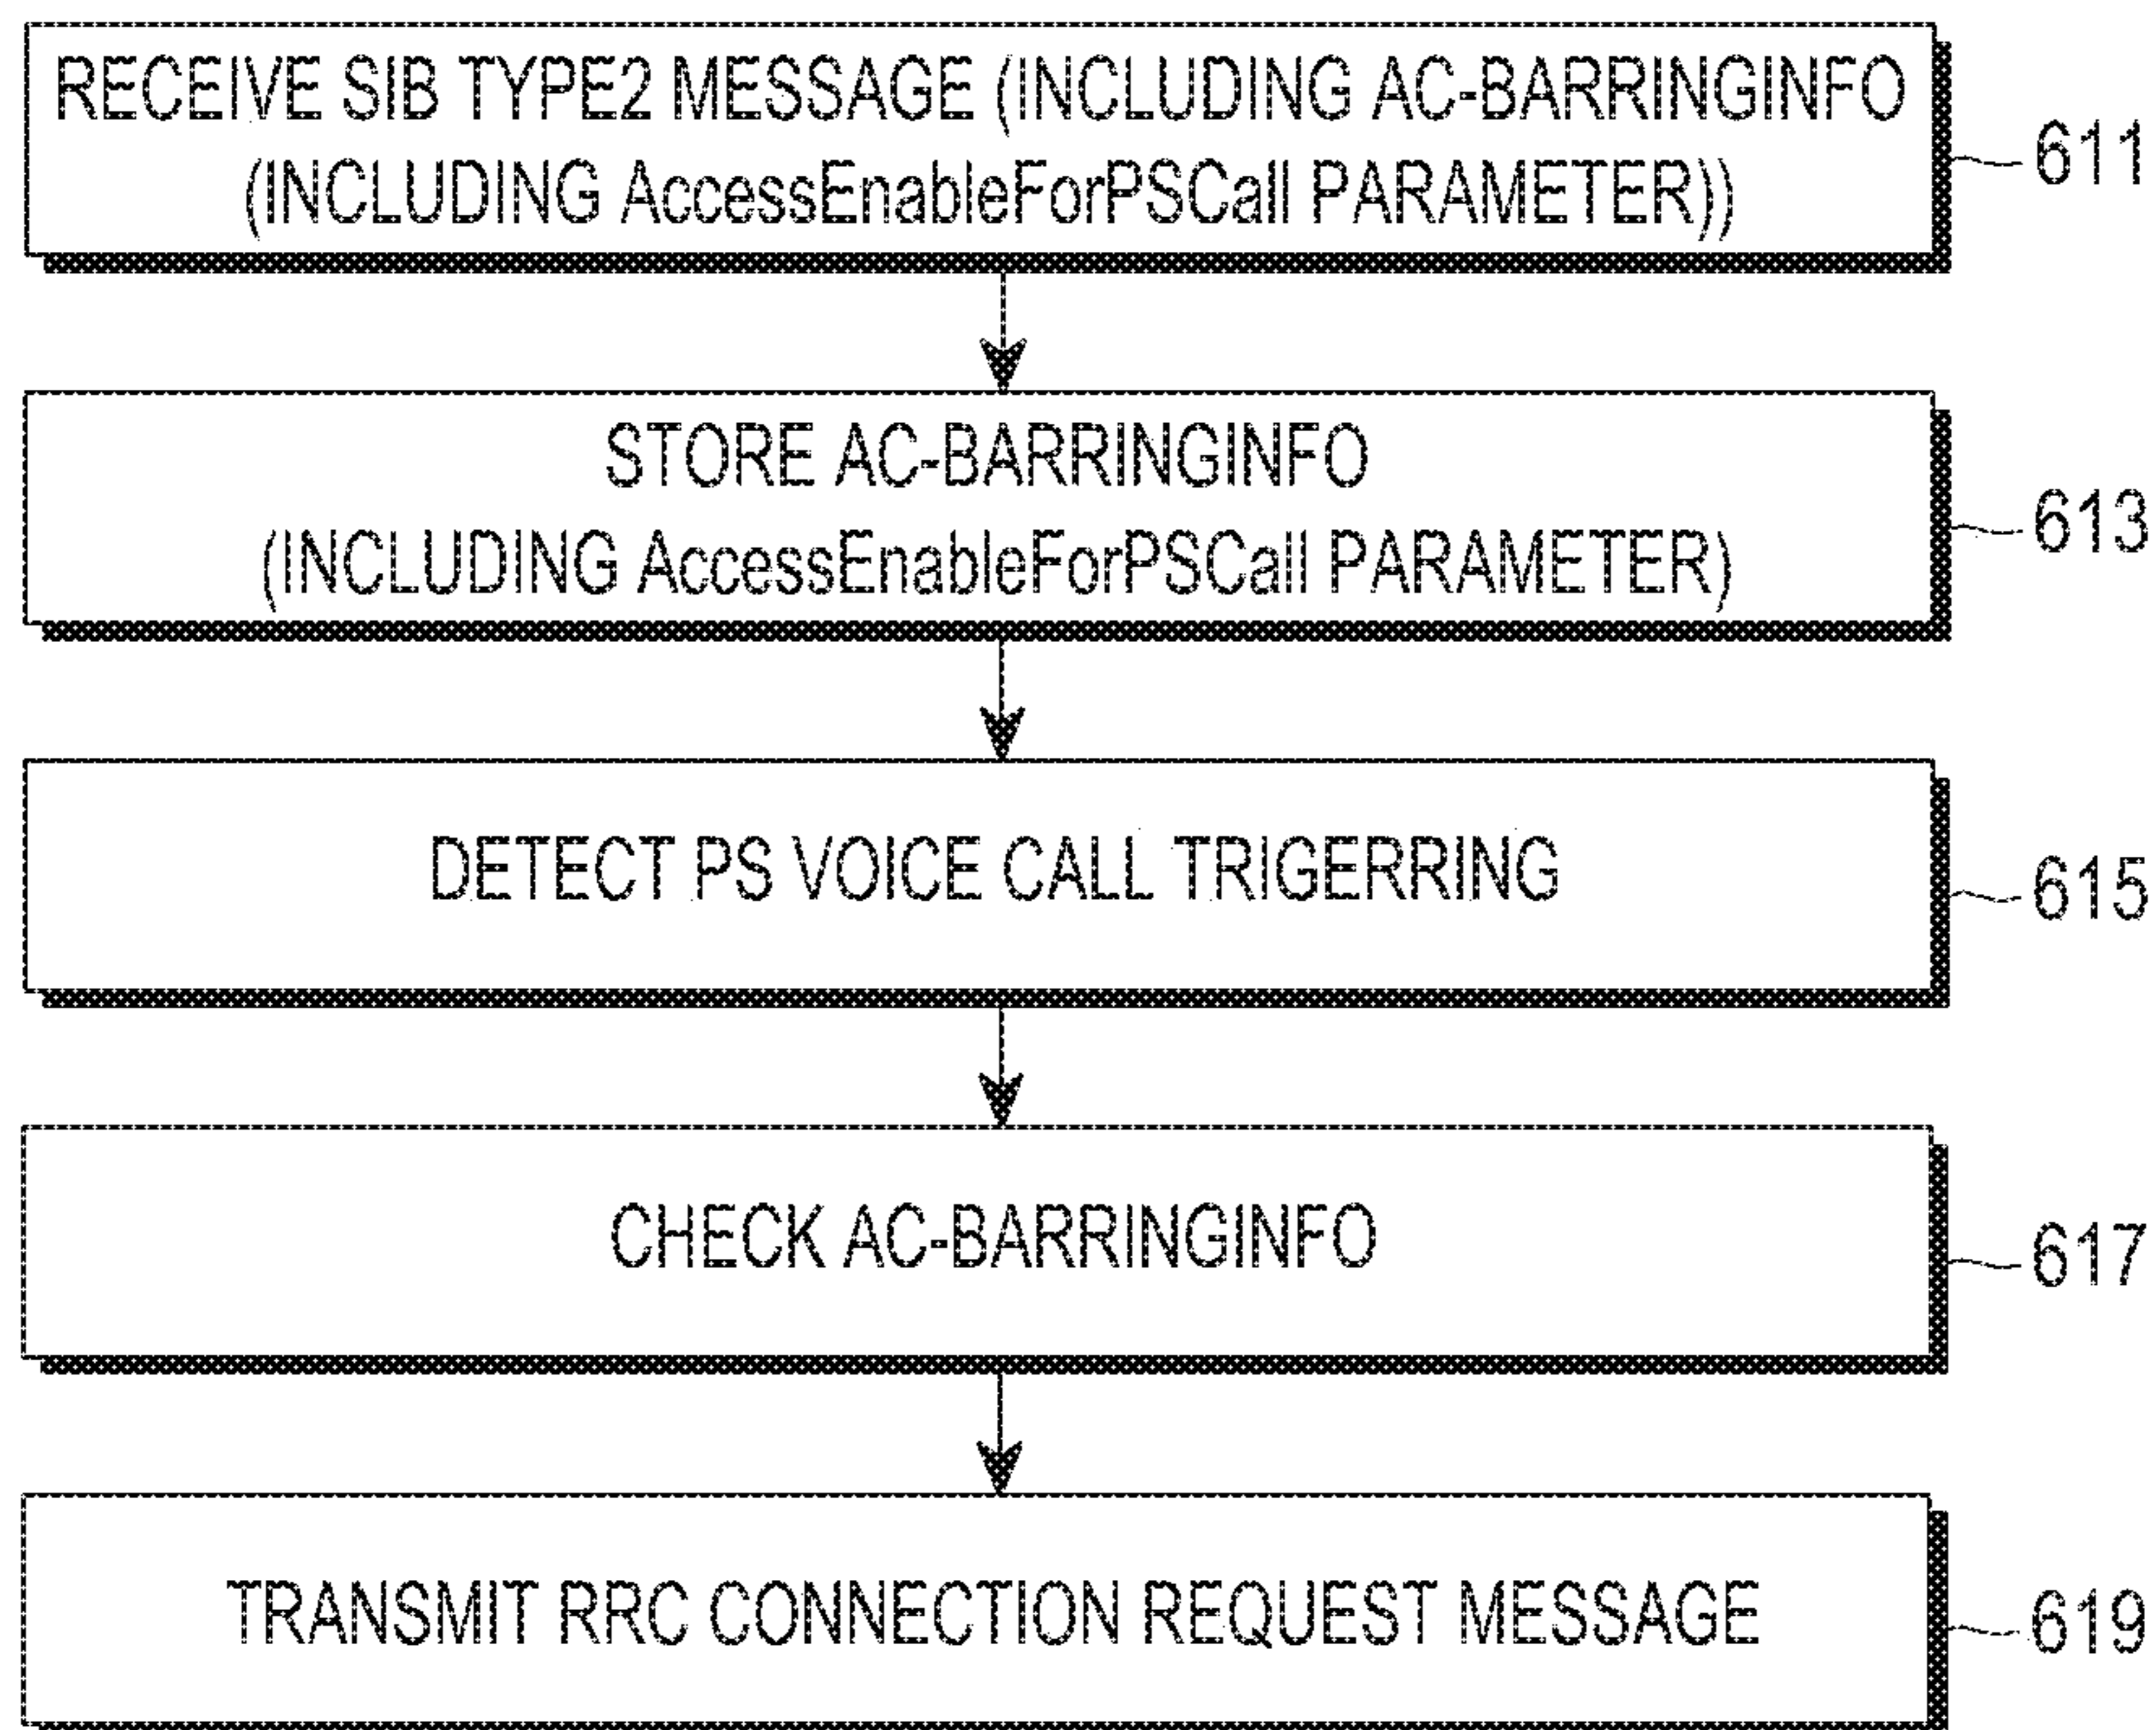 RECEIVE SIB TYPE2 MESSAGE (INCLUDING AC-BARRINGINFO
(INCLUDING AccessEnableForPSCall PARAMETER))
611
STORE AC-BARRINGINFO
(INCLUDING AccessEnableForPSCall PARAMETER)
613
DETECT PS VOICE CALL TRIGERRING
615
CHECK AC-BARRINGINFO
617
TRANSMIT RRC CONNECTION REQUEST MESSAGE
619